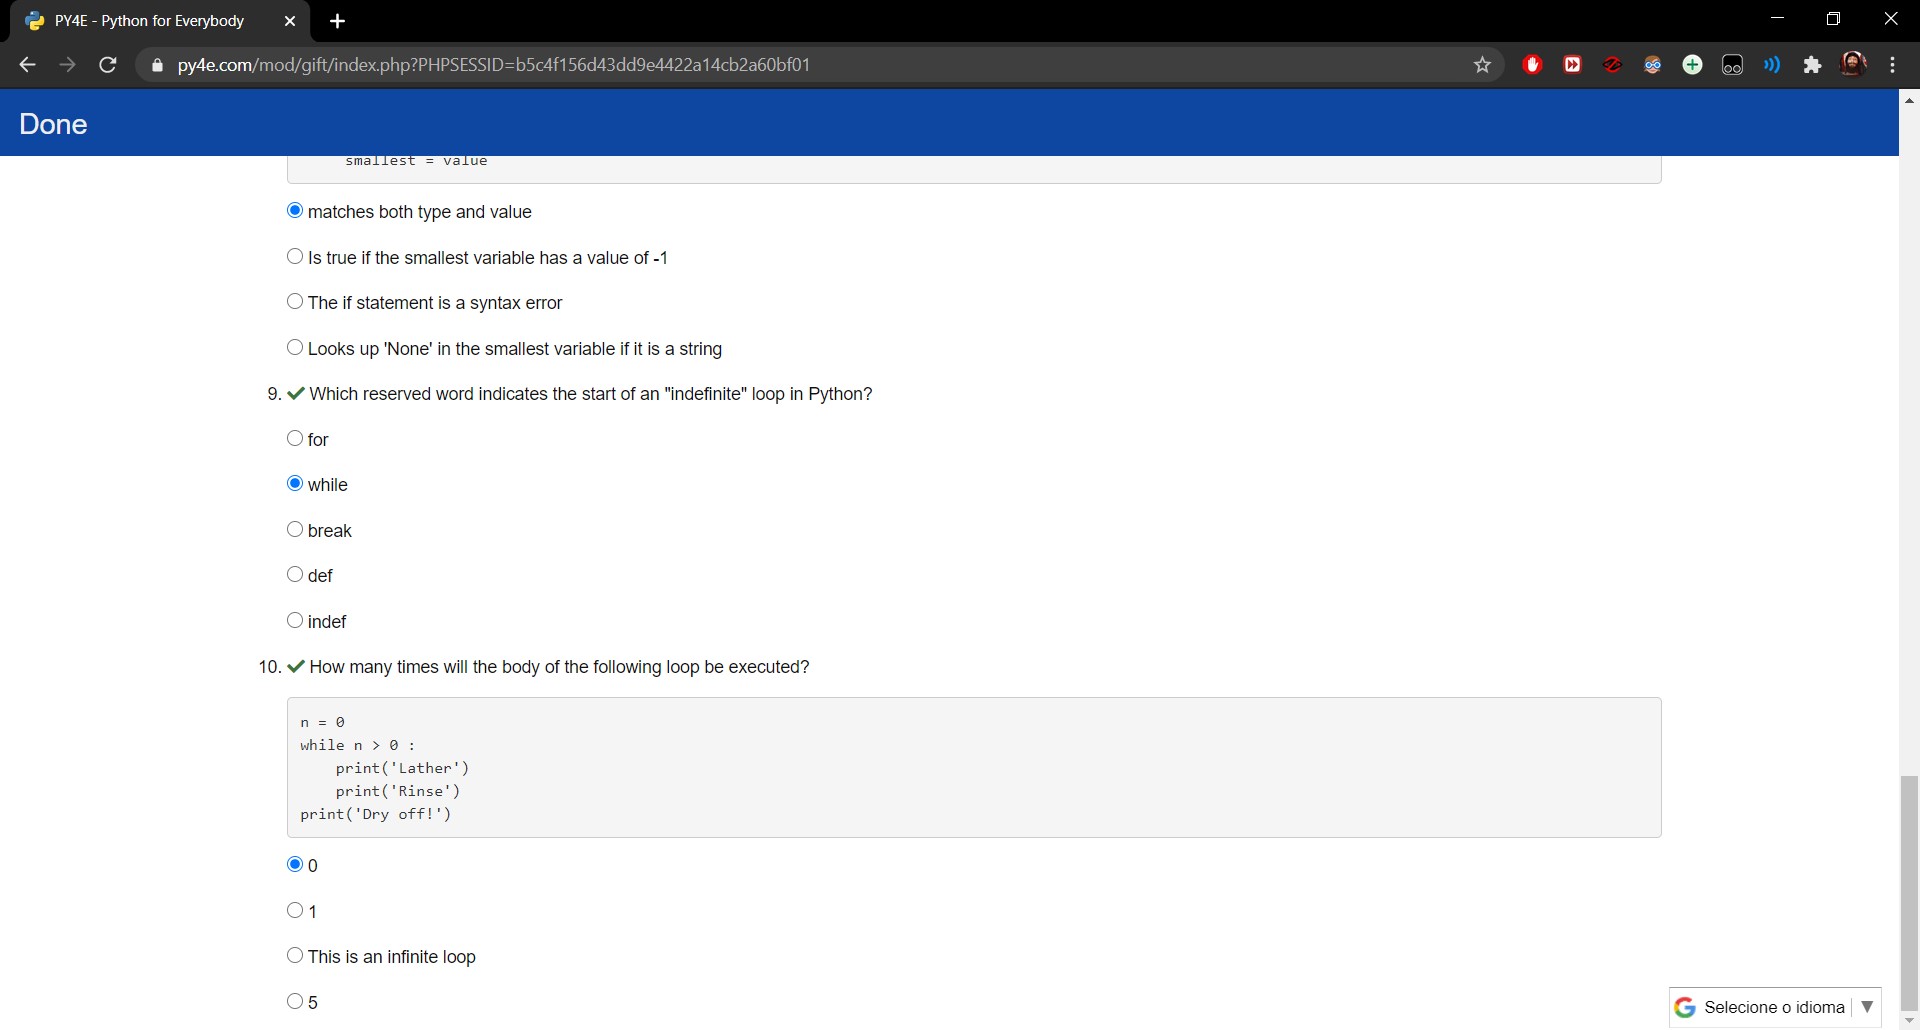 PY4E - Python for Everybody
py4e.com/mod/gift/index.php?PHPSESSID=b5c4f156d43dd9e4422a14cb2a60bf01
Done
smallest = value
matches both type and value
Is true if the smallest variable has a value of -1
The if statement is a syntax error
Looks up 'None' in the smallest variable if it is a string
9. Which reserved word indicates the start of an "indefinite" loop in Python?
for
while
break
def
indef
10. How many times will the body of the following loop be executed?
n = 0
while n > 0 :
    print('Lather')
    print('Rinse')
print('Dry off!')
0
1
This is an infinite loop
5
Selecione o idioma